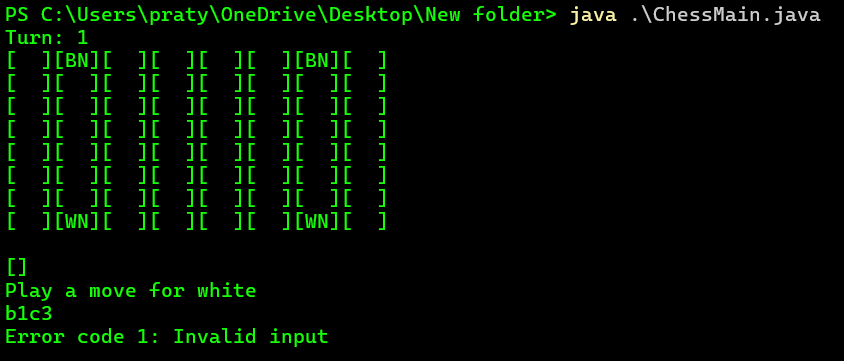 PS C:\Users\praty\OneDrive\Desktop\New folder> java .\ChessMain.java
Turn: 1
[  ][BN][  ][  ][  ][  ][BN][  ]
[  ][  ][  ][  ][  ][  ][  ][  ]
[  ][  ][  ][  ][  ][  ][  ][  ]
[  ][  ][  ][  ][  ][  ][  ][  ]
[  ][  ][  ][  ][  ][  ][  ][  ]
[  ][  ][  ][  ][  ][  ][  ][  ]
[  ][  ][  ][  ][  ][  ][  ][  ]
[  ][WN][  ][  ][  ][  ][WN][  ]
[]
Play a move for white
b1c3
Error code 1: Invalid input